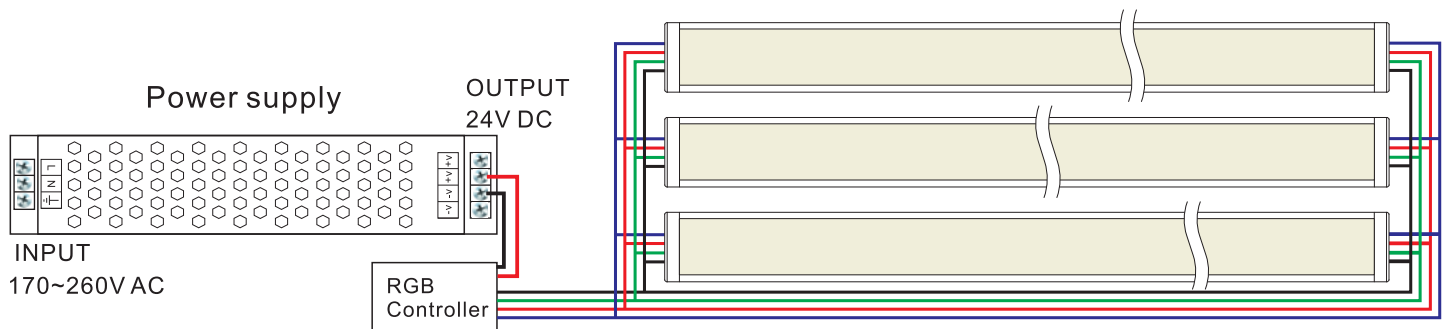 Power supply
OUTPUT
24V DC
L
N
+V
+V
-V
-V
INPUT
170~260V AC
RGB
Controller